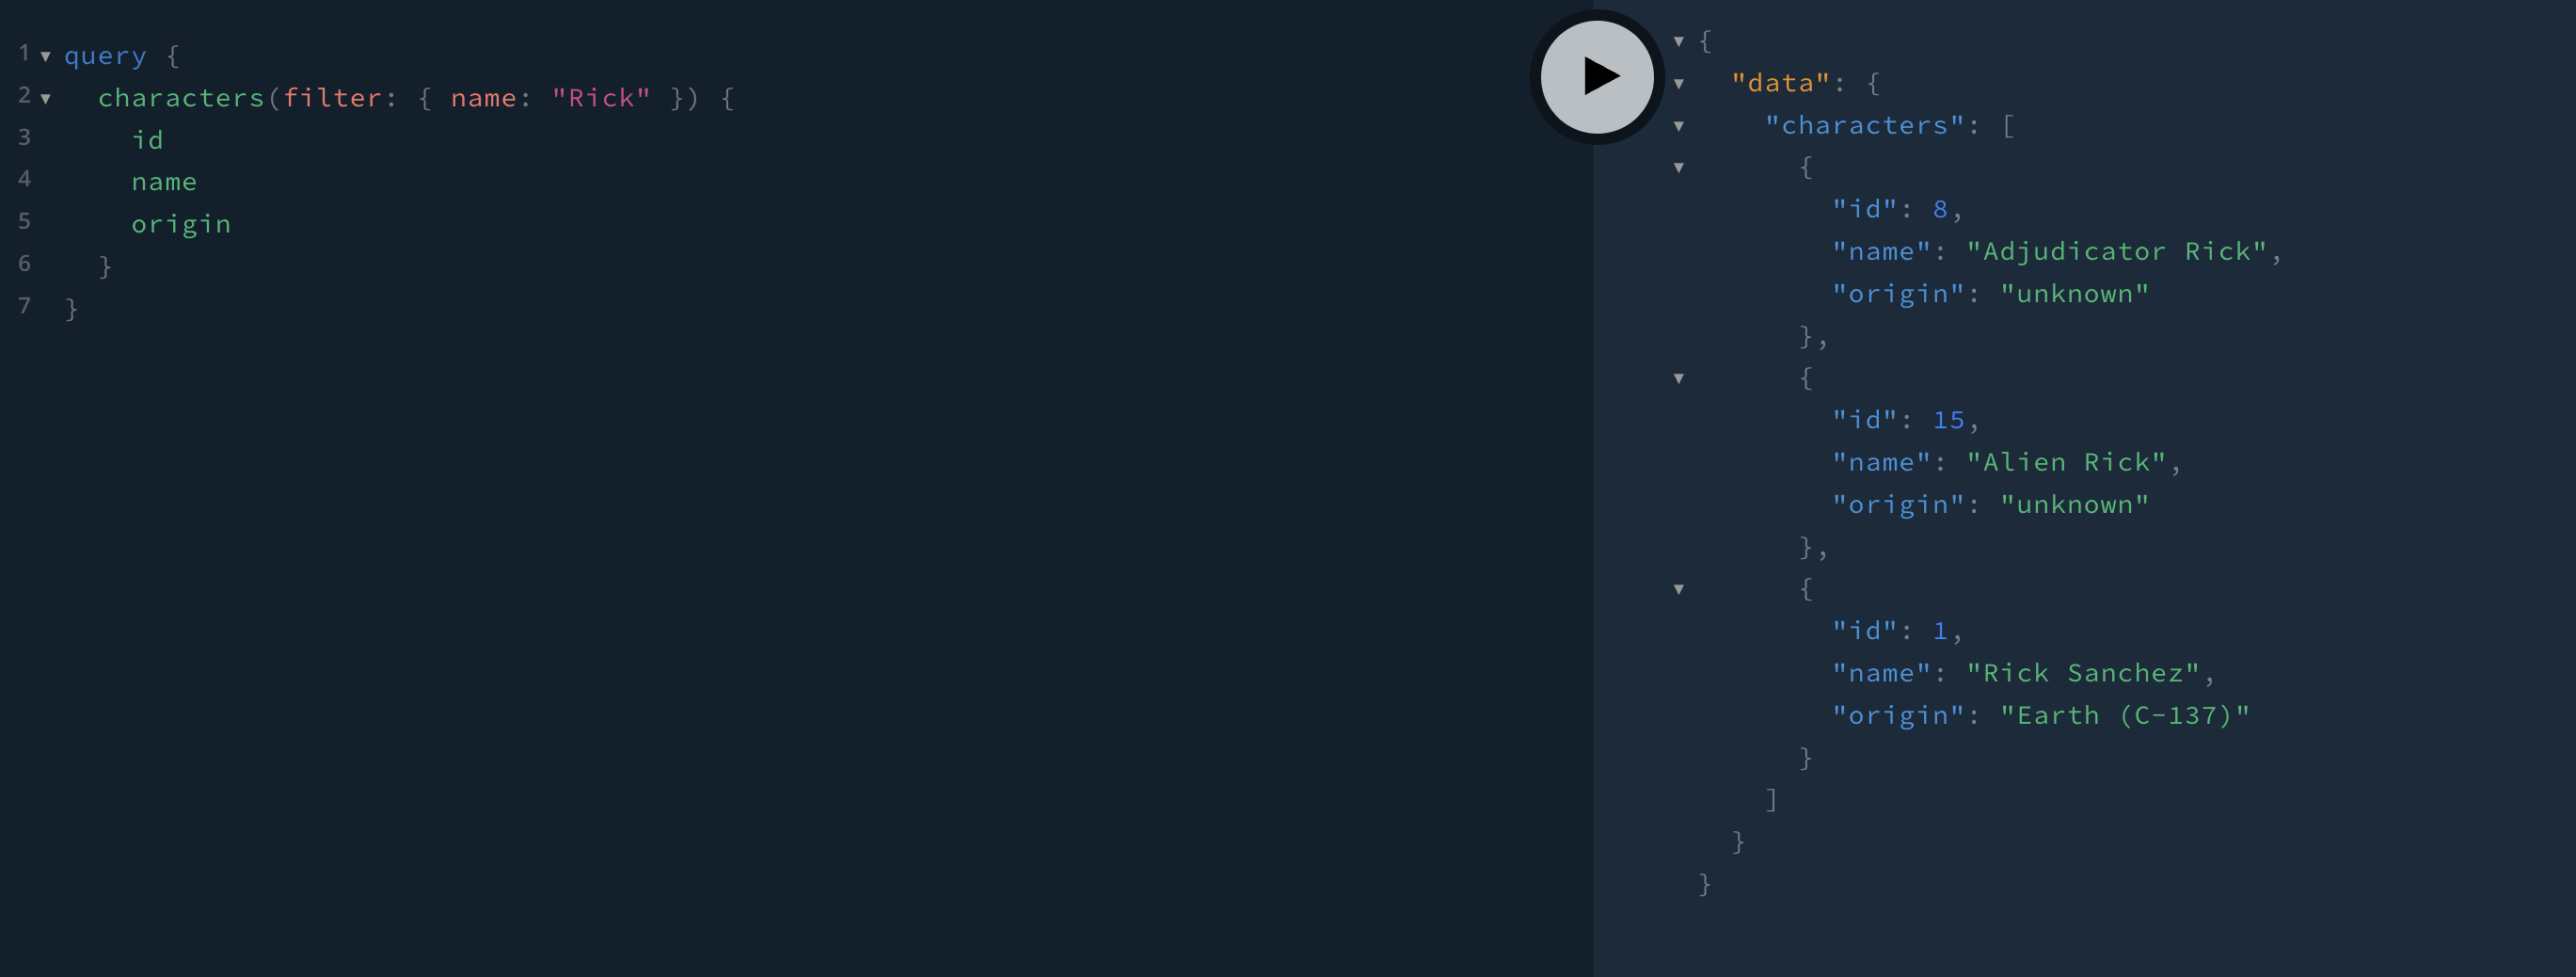 1 query {
2 characters(filter: { name: "Rick" }) {
3 id
4 name
5 origin
6 }
7 }
{
"data": {
"characters": [
{
"id": 8,
"name": "Adjudicator Rick",
"origin": "unknown"
},
{
"id": 15,
"name": "Alien Rick",
"origin": "unknown"
},
{
"id": 1,
"name": "Rick Sanchez",
"origin": "Earth (C-137)"
}
]
}
}